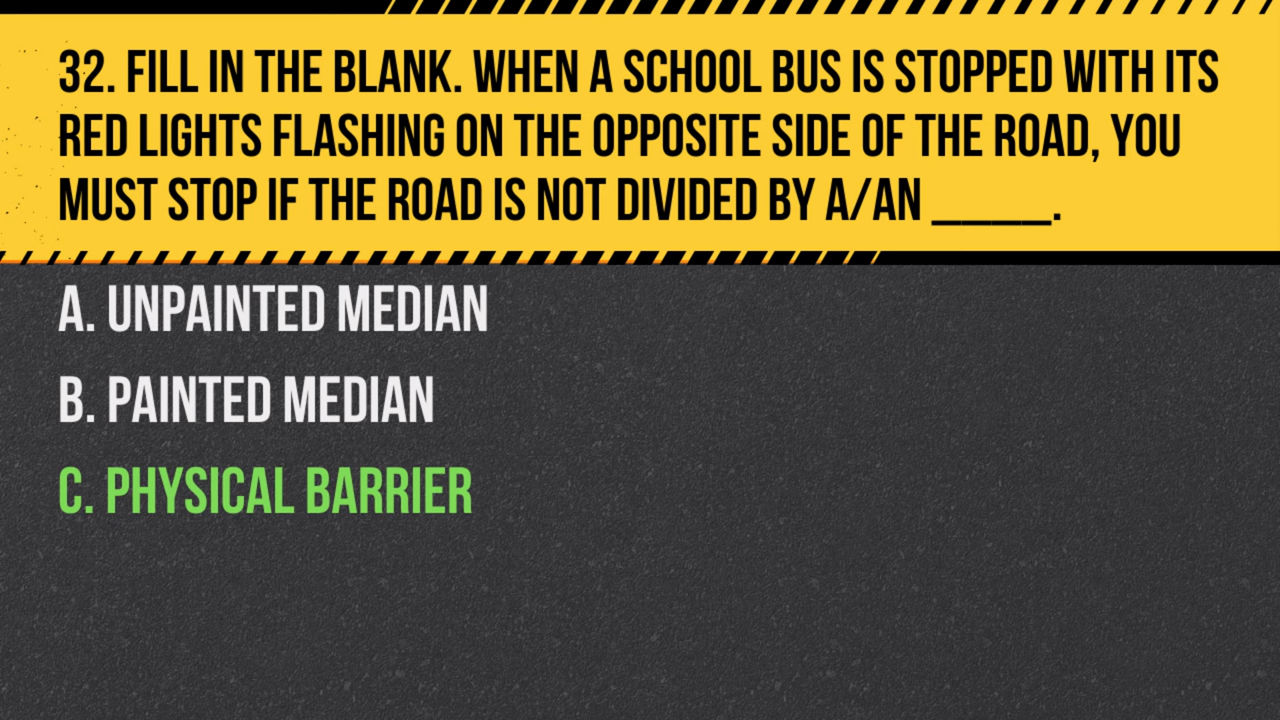 32. FILL IN THE BLANK. WHEN A SCHOOL BUS IS STOPPED WITH ITS
RED LIGHTS FLASHING ON THE OPPOSITE SIDE OF THE ROAD, YOU
MUST STOP IF THE ROAD IS NOT DIVIDED BY A/AN ____.
A. UNPAINTED MEDIAN
B. PAINTED MEDIAN
C. PHYSICAL BARRIER